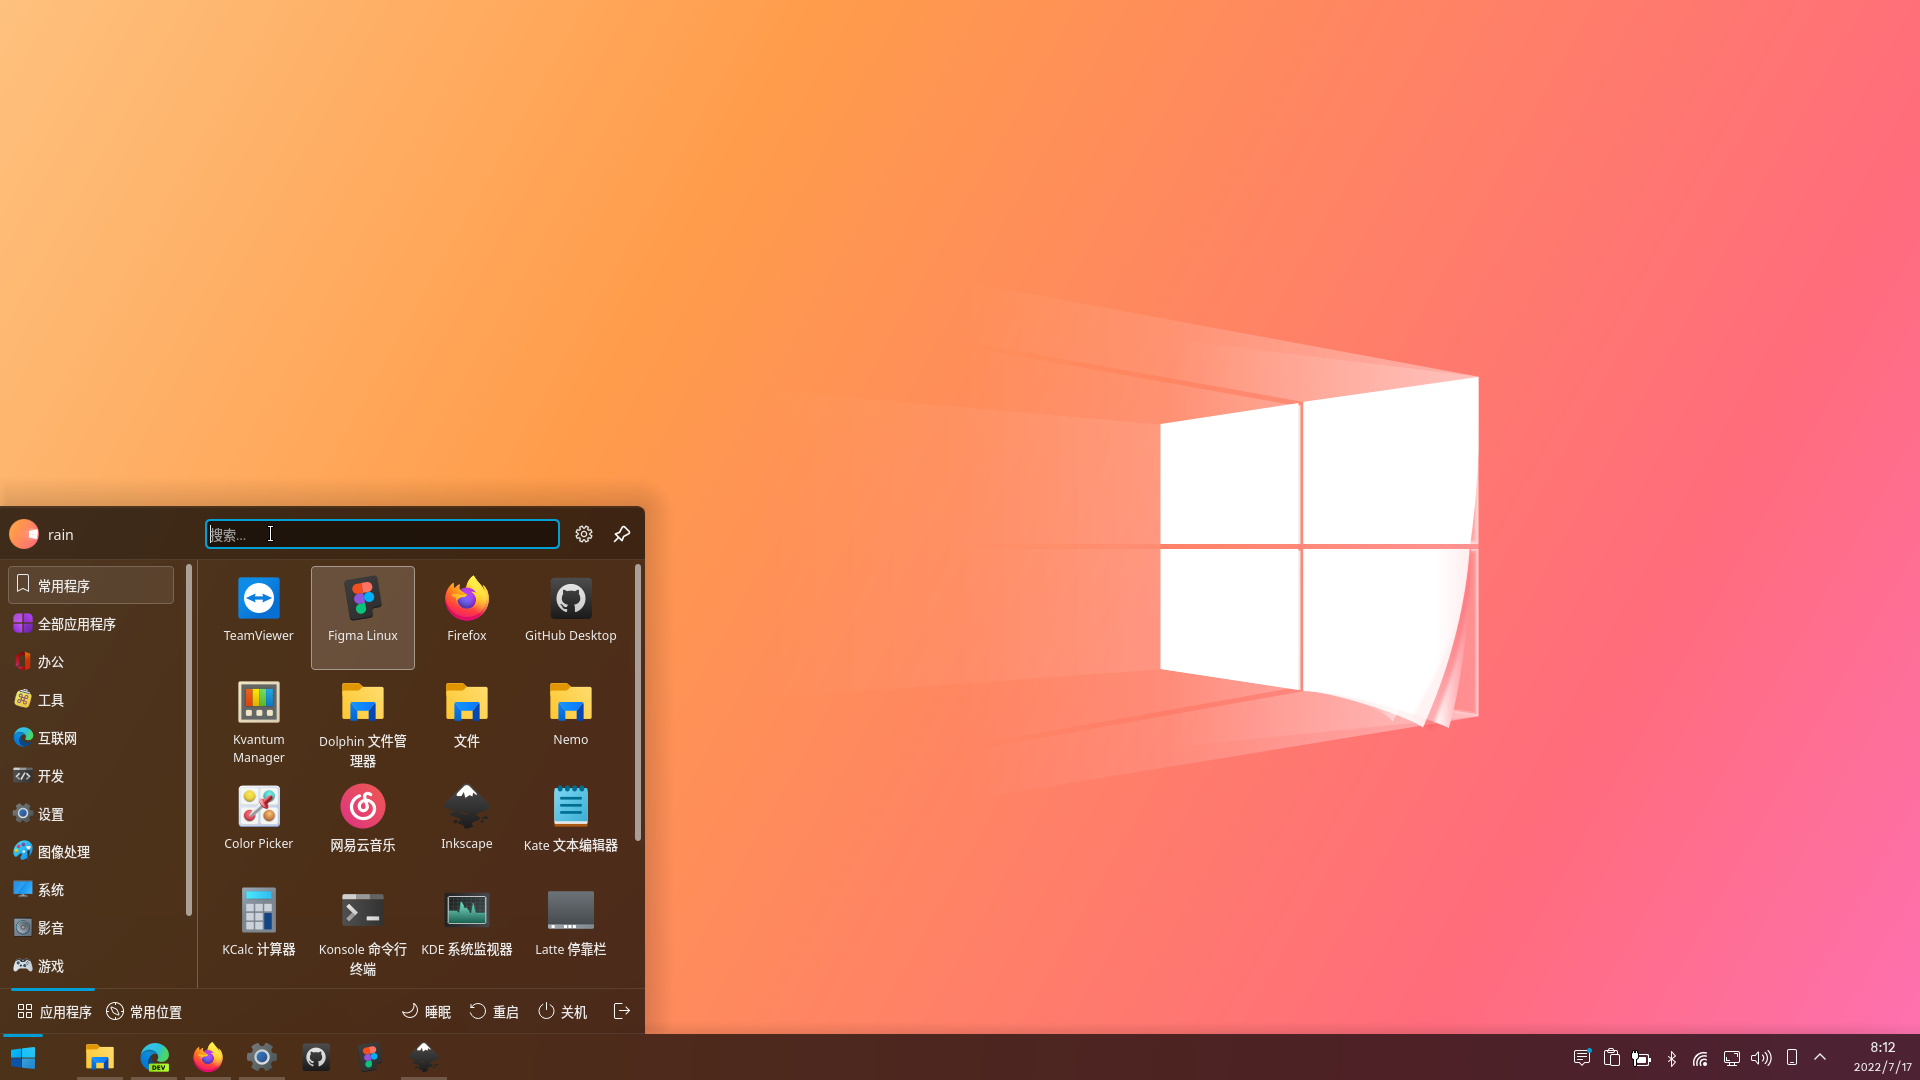 rain
搜索...
常用程序
全部应用程序
办公
工具
互联网
开发
设置
图像处理
系统
影音
游戏
TeamViewer
Figma Linux
Firefox
GitHub Desktop
Kvantum
Manager
Dolphin 文件管
理器
文件
Nemo
Color Picker
网易云音乐
Inkscape
Kate 文本编辑器
KCalc 计算器
Konsole 命令行
终端
KDE 系统监视器
Latte 停靠栏
应用程序
常用位置
睡眠
重启
关机
DEV
8:12
2022/7/17